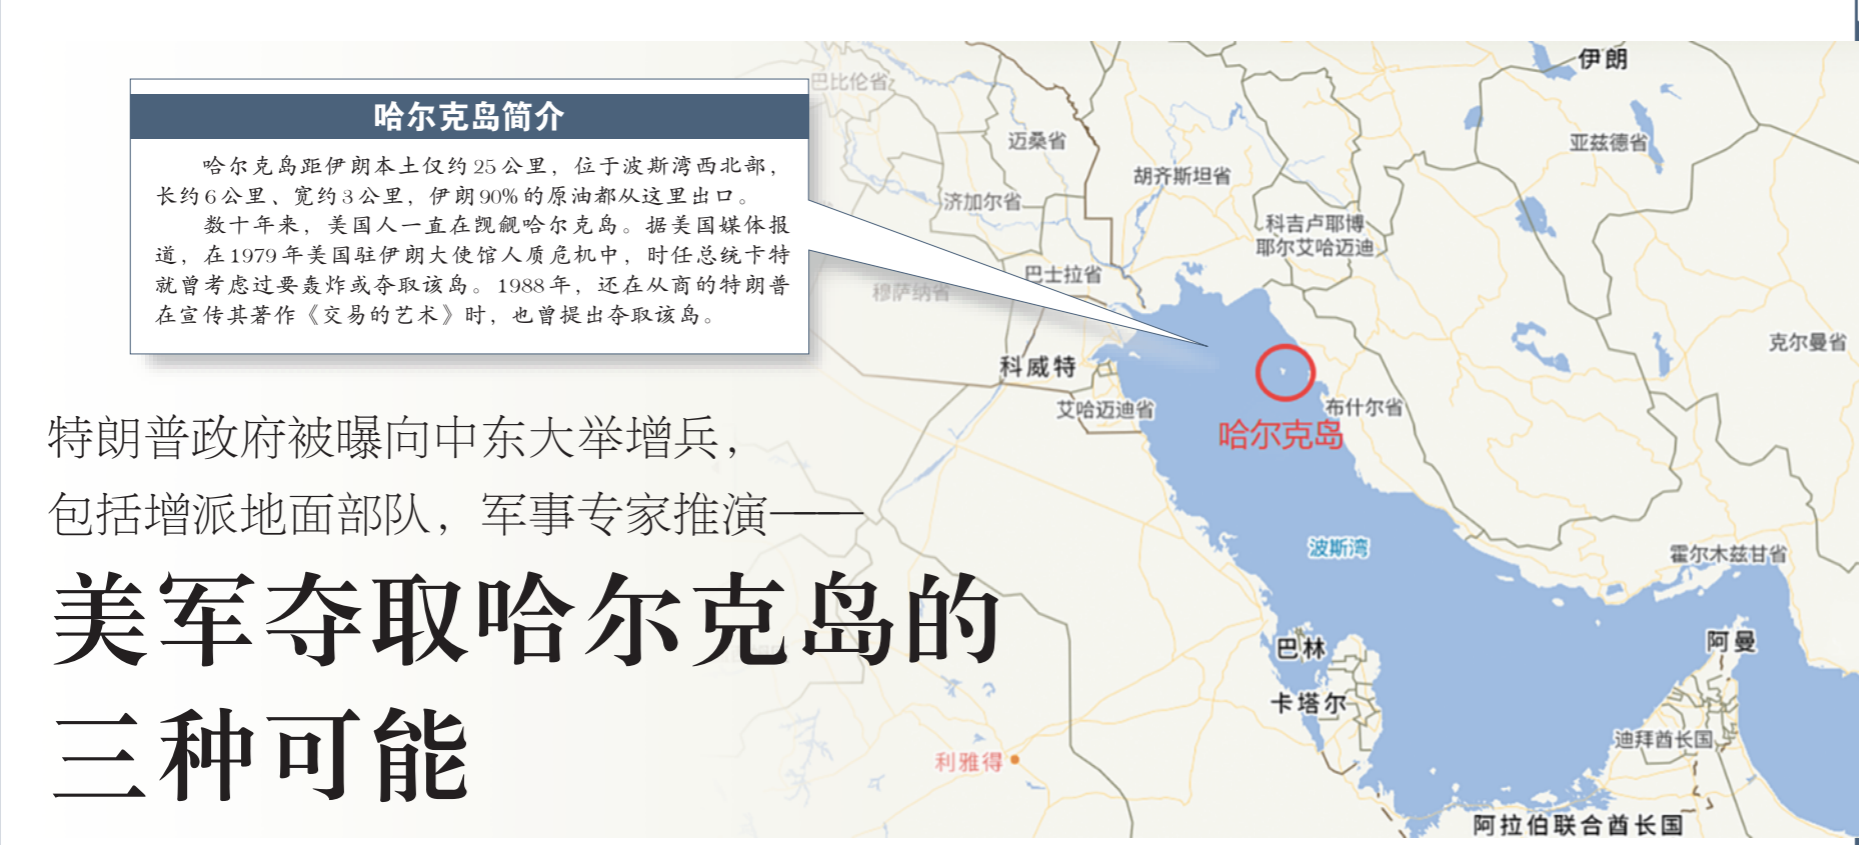 哈尔克岛简介
哈尔克岛距伊朗本土仅约25公里，位于波斯湾西北部，
长约6公里、宽约3公里，伊朗90%的原油都从这里出口。
数十年来，美国人一直在觊觎哈尔克岛。据美国媒体报
道，在1979年美国驻伊朗大使馆人质危机中，时任总统卡特
就曾考虑过要轰炸或夺取该岛。1988年，还在从商的特朗普
在宣传其著作《交易的艺术》时，也曾提出夺取该岛。
特朗普政府被曝向中东大举增兵，
包括增派地面部队，军事专家推演——
美军夺取哈尔克岛的
三种可能
伊朗
巴比伦省
迈桑省
亚兹德省
胡齐斯坦省
济加尔省
科吉卢耶博
耶尔艾哈迈迪
巴士拉省
穆萨纳省
克尔曼省
科威特
艾哈迈迪省
布什尔省
哈尔克岛
波斯湾
霍尔木兹甘省
巴林
阿曼
卡塔尔
迪拜酋长国
利雅得
阿拉伯联合酋长国